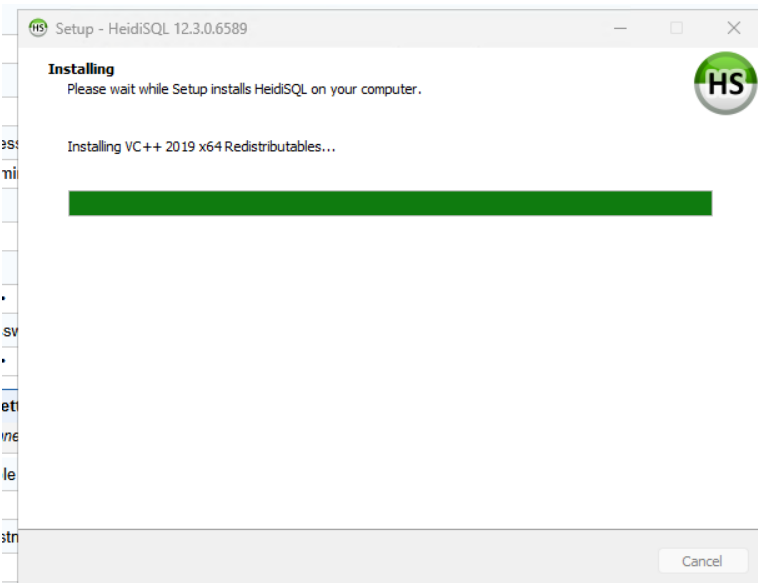 HS Setup - HeidiSQL 12.3.0.6589
Installing
Please wait while Setup installs HeidiSQL on your computer.
HS
Installing VC++ 2019 x64 Redistributables...
Cancel